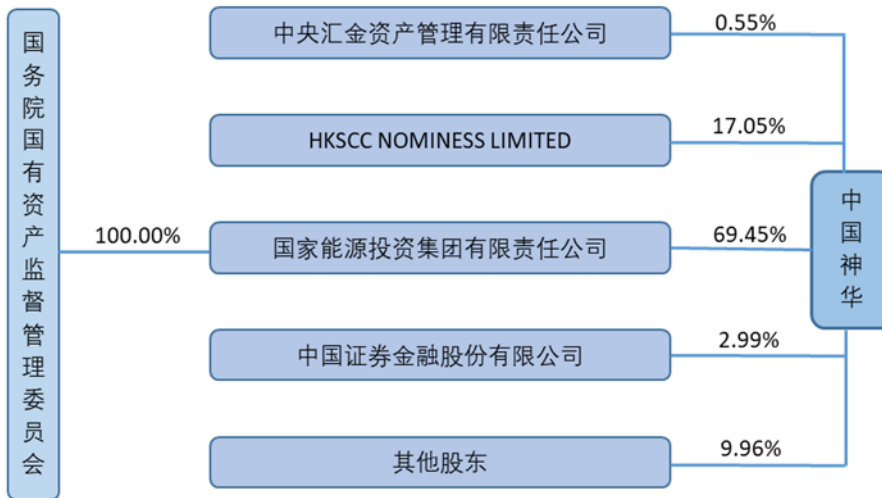 国务院国有资产监督管理委员会
100.00%
中央汇金资产管理有限责任公司
0.55%
HKSCC NOMINESS LIMITED
17.05%
国家能源投资集团有限责任公司
69.45%
中国证券金融股份有限公司
2.99%
其他股东
9.96%
中国神华